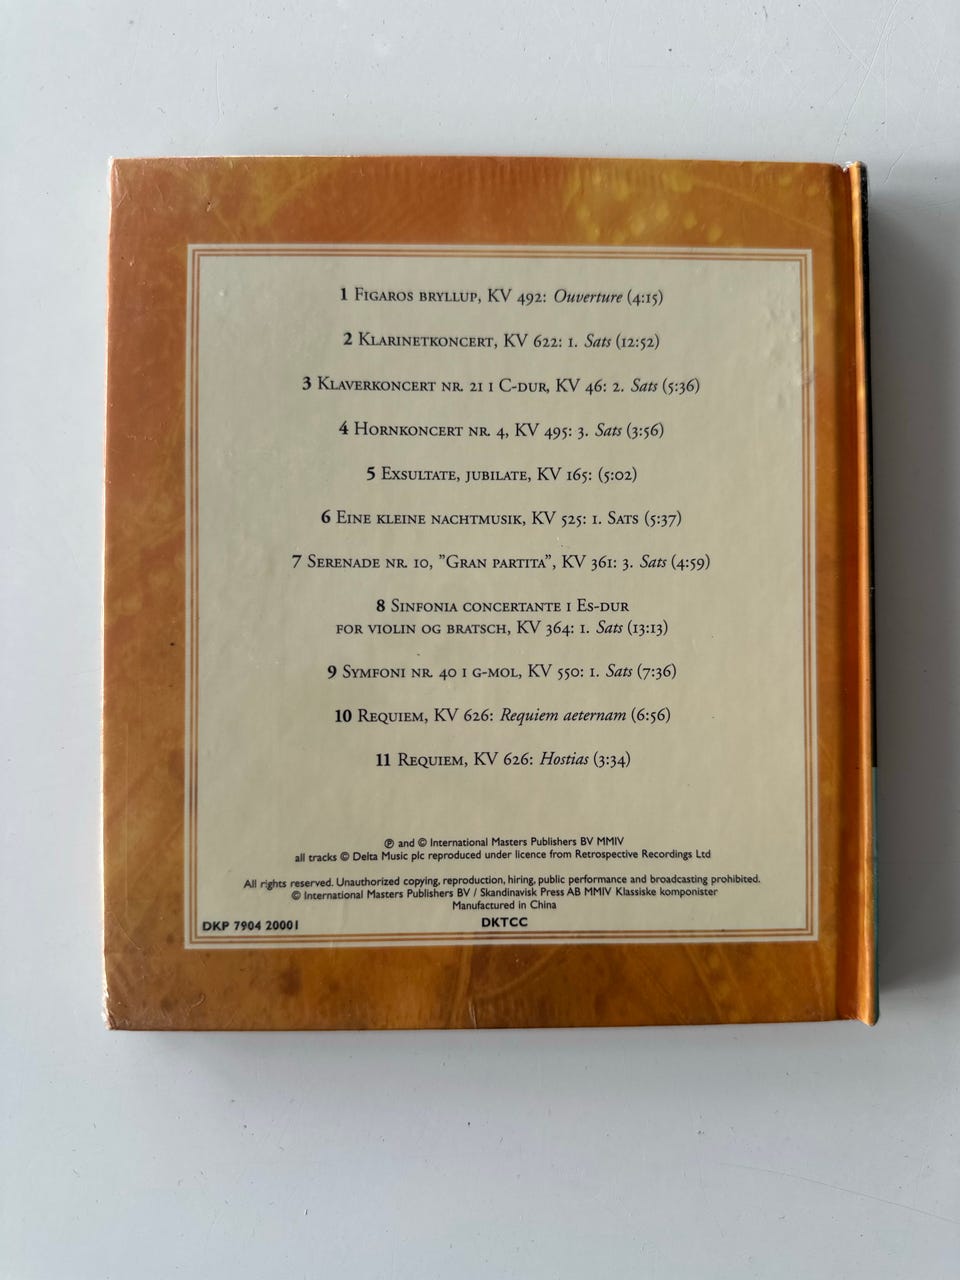 1 Figaros bryllup, KV 492: Ouverture (4:15)
2 Klarinetkoncert, KV 622: 1. Sats (12:52)
3 Klaverkoncert nr. 21 i C-dur, KV 46: 2. Sats (5:36)
4 Hornkoncert nr. 4, KV 495: 3. Sats (3:56)
5 Exsultate, jubilate, KV 165: (5:02)
6 Eine kleine nachtmusik, KV 525: 1. Sats (5:37)
7 Serenade nr. 10, ”Gran partita”, KV 361: 3. Sats (4:59)
8 Sinfonia concertante i Es-dur
for violin og bratsch, KV 364: 1. Sats (13:13)
9 Symfoni nr. 40 i g-mol, KV 550: 1. Sats (7:36)
10 Requiem, KV 626: Requiem aeternam (6:56)
11 Requiem, KV 626: Hostias (3:34)
℗ and © International Masters Publishers BV MMIV
all tracks © Delta Music plc reproduced under licence from Retrospective Recordings Ltd
All rights reserved. Unauthorized copying, reproduction, hiring, public performance and broadcasting prohibited.
© International Masters Publishers BV / Skandinavisk Press AB MMIV Klassiske komponister
Manufactured in China
DKP 7904 20001
DKTCC